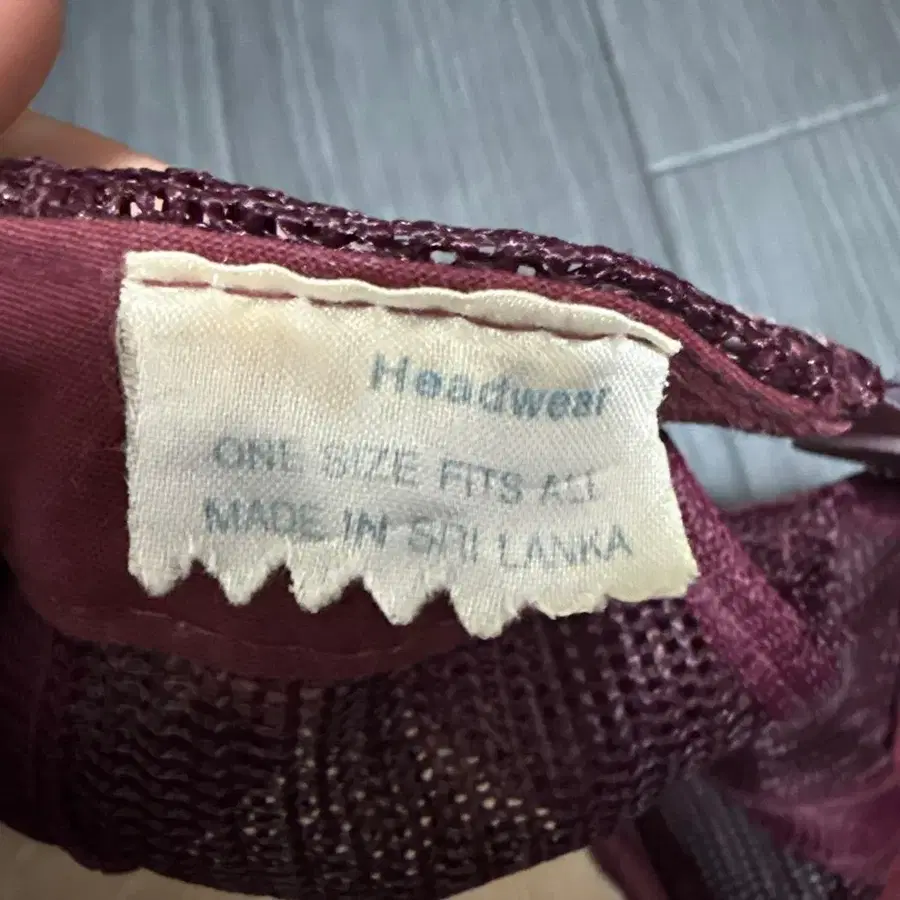 Headwear
ONE SIZE FITS ALL
MADE IN SRI LANKA